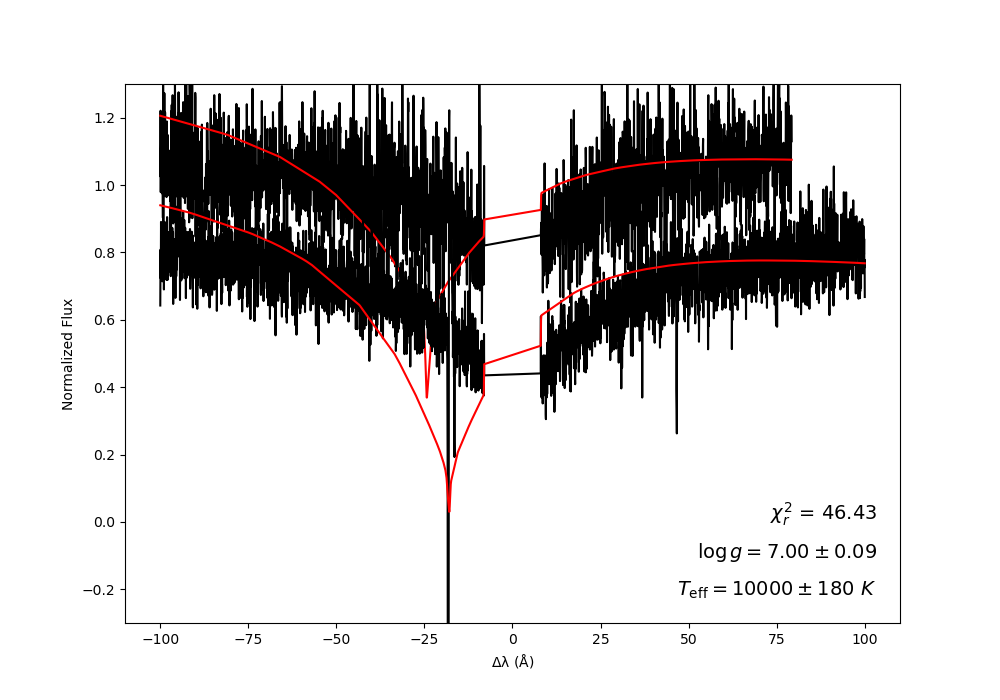 1.2
1.0
0.8
0.6
0.4
0.2
0.0
−0.2
Normalized Flux
χ²ᵣ = 46.43
log g = 7.00 ± 0.09
T_eff = 10000 ± 180 K
−100 −75 −50 −25 0 25 50 75 100
Δλ (Å)